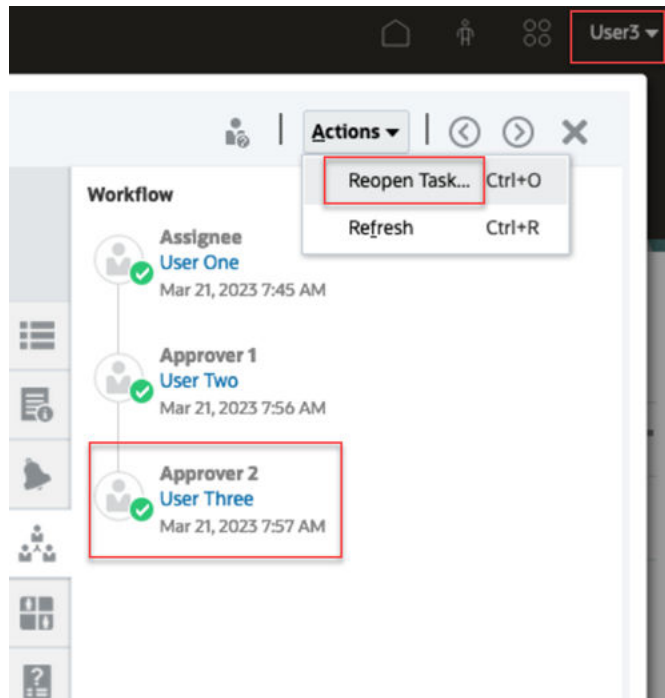 User3
Actions
Reopen Task... Ctrl+O
Refresh Ctrl+R
Workflow
Assignee
User One
Mar 21, 2023 7:45 AM
Approver 1
User Two
Mar 21, 2023 7:56 AM
Approver 2
User Three
Mar 21, 2023 7:57 AM